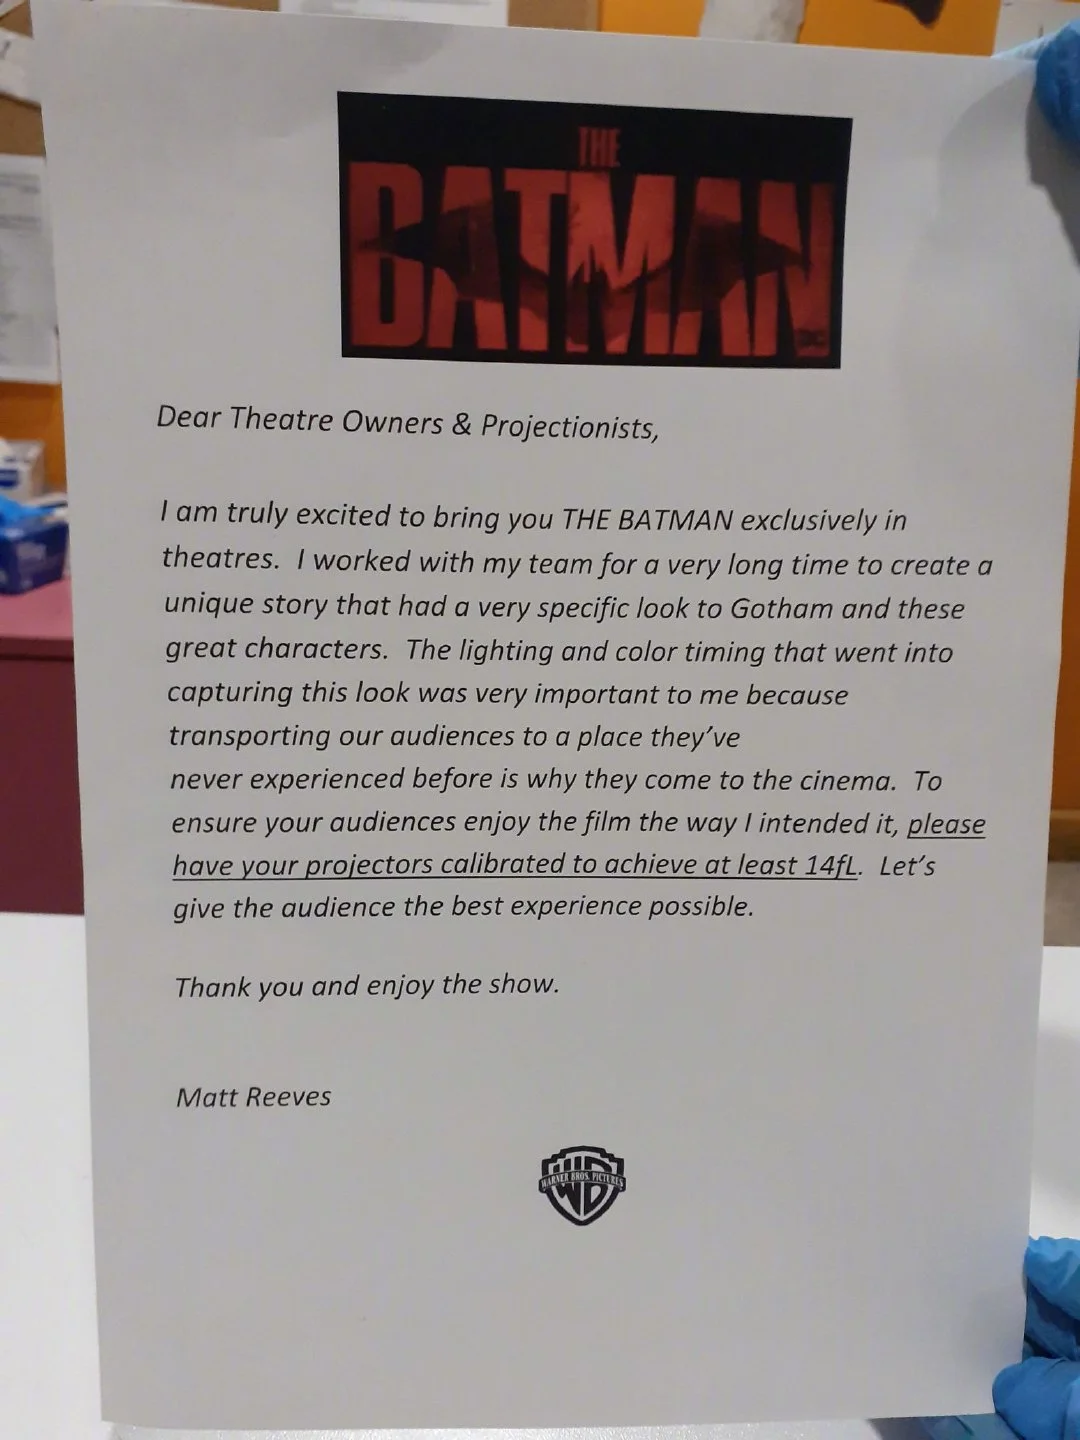 THE
BATMAN
Dear Theatre Owners & Projectionists,
I am truly excited to bring you THE BATMAN exclusively in
theatres.  I worked with my team for a very long time to create a
unique story that had a very specific look to Gotham and these
great characters.  The lighting and color timing that went into
capturing this look was very important to me because
transporting our audiences to a place they’ve
never experienced before is why they come to the cinema.  To
ensure your audiences enjoy the film the way I intended it, please
have your projectors calibrated to achieve at least 14fL.  Let’s
give the audience the best experience possible.
Thank you and enjoy the show.
Matt Reeves
WB
WARNER BROS. PICTURES